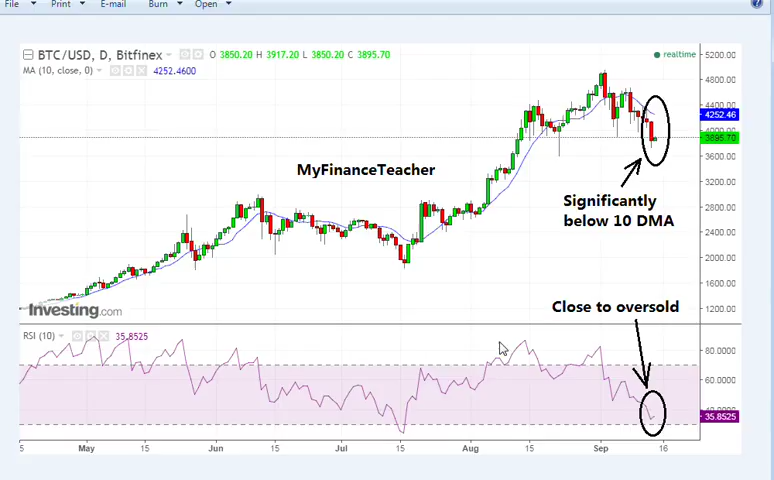 File Print E-mail Burn Open
BTC/USD, D, Bitfinex O 3850.20 H 3917.20 L 3850.20 C 3895.70
realtime
MA (10, close, 0) 4252.4600
5200.00
4800.00
4400.00
4252.46
4000.00
3895.70
3600.00
3200.00
2800.00
2400.00
2000.00
1600.00
1200.00
MyFinanceTeacher
Significantly
below 10 DMA
Investing.com
Close to oversold
RSI (10) 35.8525
80.0000
60.0000
40.0000
35.8525
May 15 Jun 15 Jul 15 Aug 15 Sep 16